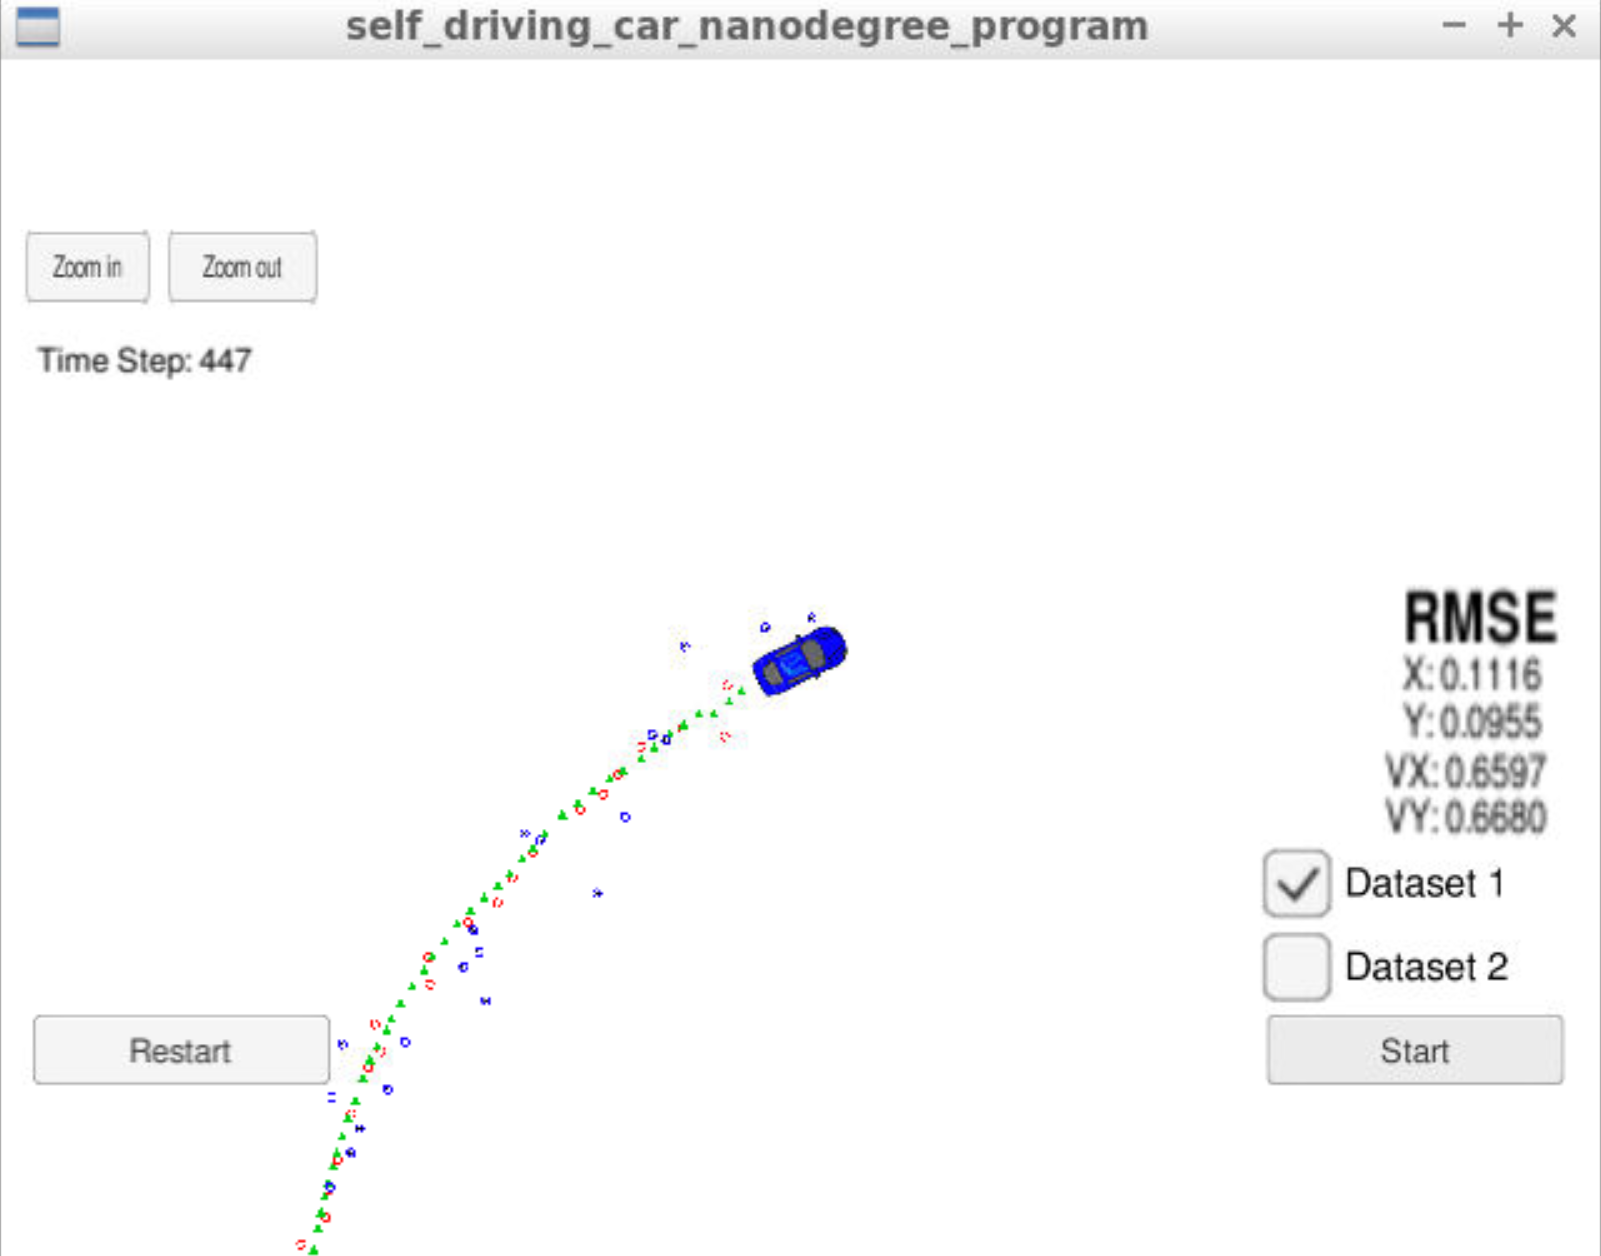 self_driving_car_nanodegree_program
Zoom in
Zoom out
Time Step: 447
RMSE
X: 0.1116
Y: 0.0955
VX: 0.6597
VY: 0.6680
Dataset 1
Dataset 2
Restart
Start